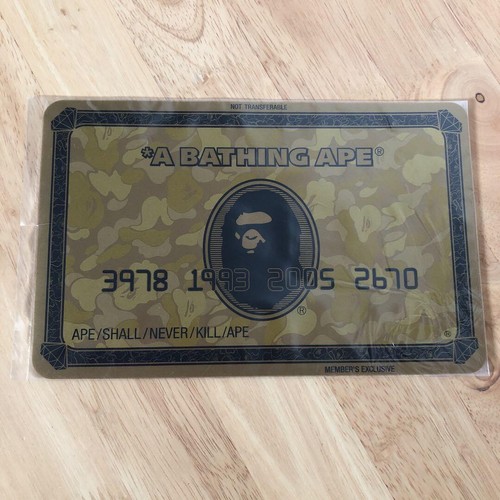 NOT TRANSFERABLE
*A BATHING APE®
3978 1993 2005 2670
®
APE/SHALL/NEVER/KILL/APE
®
MEMBER'S EXCLUSIVE